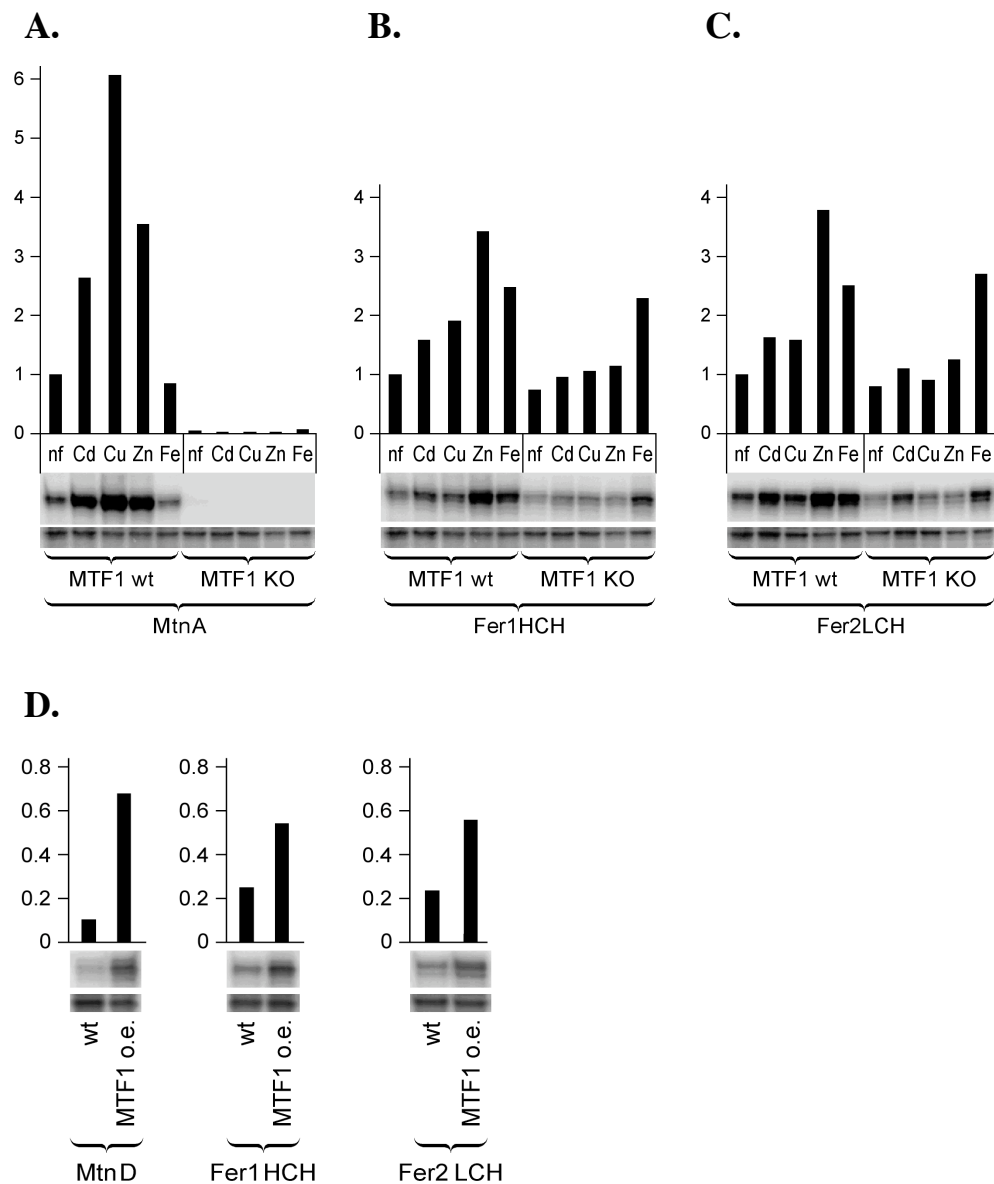 A.
B.
C.
6
5
4
3
2
1
0
4
3
2
1
0
4
3
2
1
0
nf Cd Cu Zn Fe nf Cd Cu Zn Fe
nf Cd Cu Zn Fe nf Cd Cu Zn Fe
nf Cd Cu Zn Fe nf Cd Cu Zn Fe
MTF1 wt MTF1 KO
MTF1 wt MTF1 KO
MTF1 wt MTF1 KO
MtnA
Fer1HCH
Fer2LCH
D.
0.8
0.6
0.4
0.2
0
0.8
0.6
0.4
0.2
0
0.8
0.6
0.4
0.2
0
wt
MTF1 o.e.
wt
MTF1 o.e.
wt
MTF1 o.e.
MtnD
Fer1HCH
Fer2 LCH